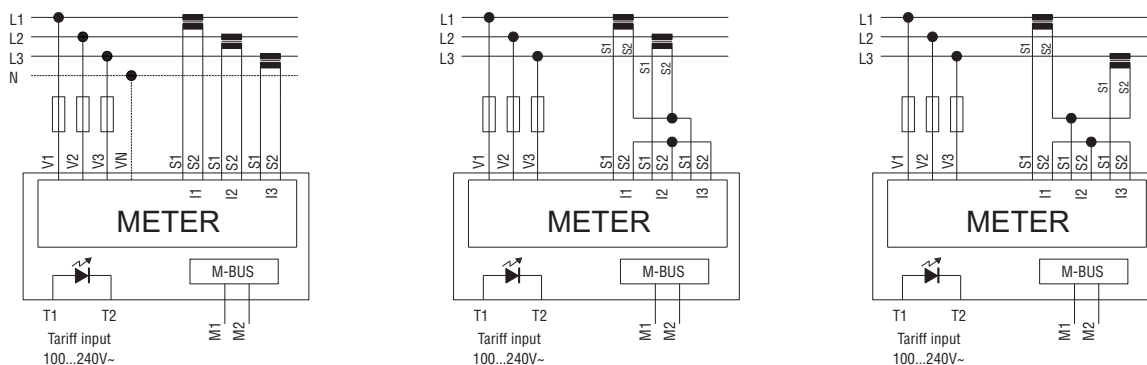 L1
L2
L3
N
V1 V2 V3 VN S1 S2 S1 S2 S1 S2
I1 I2 I3
METER
M-BUS
T1 T2 M1 M2
Tariff input
100...240V~
L1
L2
L3
S1 S2
S1 S2
V1 V2 V3 S1 S2 S1 S2 S1 S2
I1 I2 I3
METER
M-BUS
T1 T2 M1 M2
Tariff input
100...240V~
L1
L2
L3
S1 S2
S1 S2
V1 V2 V3 S1 S2 S1 S2 S1 S2
I1 I2 I3
METER
M-BUS
T1 T2 M1 M2
Tariff input
100...240V~